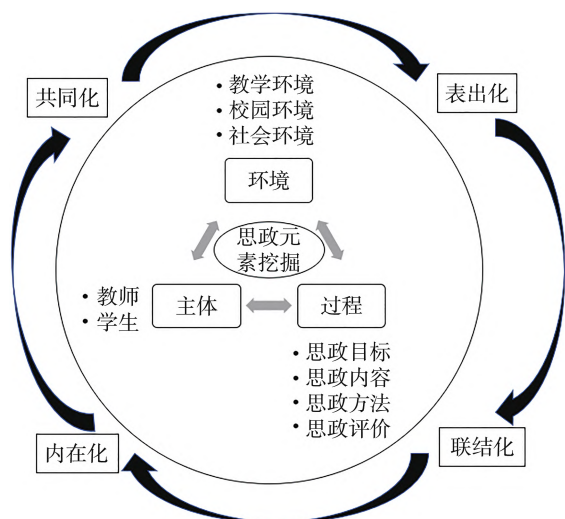 共同化
表出化
• 教学环境
• 校园环境
• 社会环境
环境
思政元
素挖掘
• 教师
• 学生
主体
过程
• 思政目标
• 思政内容
• 思政方法
• 思政评价
内在化
联结化